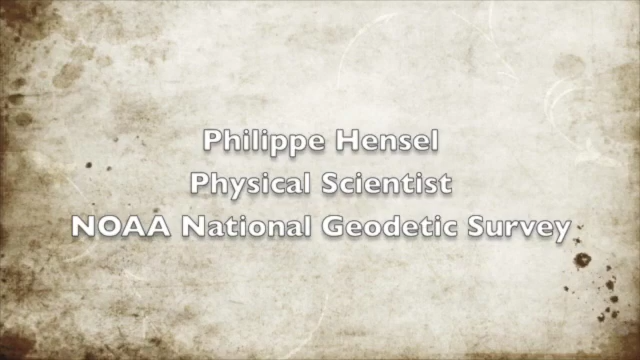 Philippe Hensel
Physical Scientist
NOAA National Geodetic Survey